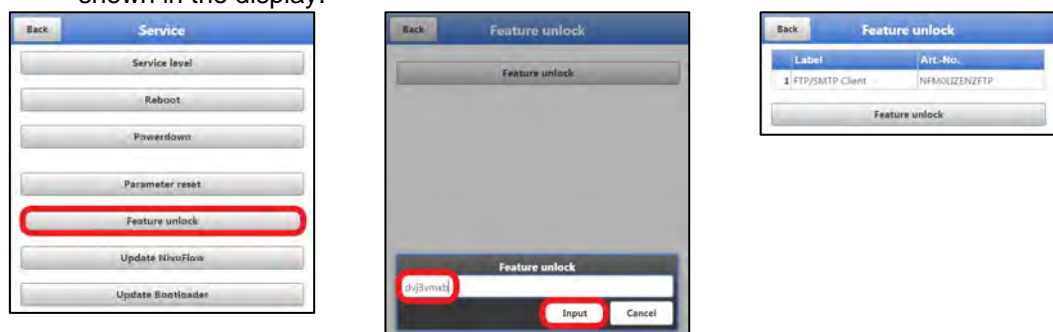 shown in the display.
Back Service
Service level
Reboot
Powerdown
Parameter reset
Feature unlock
Update NivuFlow
Update Bootloader
Back Feature unlock
Feature unlock
Feature unlock
dvj3vmxb
Input Cancel
Back Feature unlock
Label Art.-No.
1 FTP/SMTP Client NFM0LIZENZFTP
Feature unlock